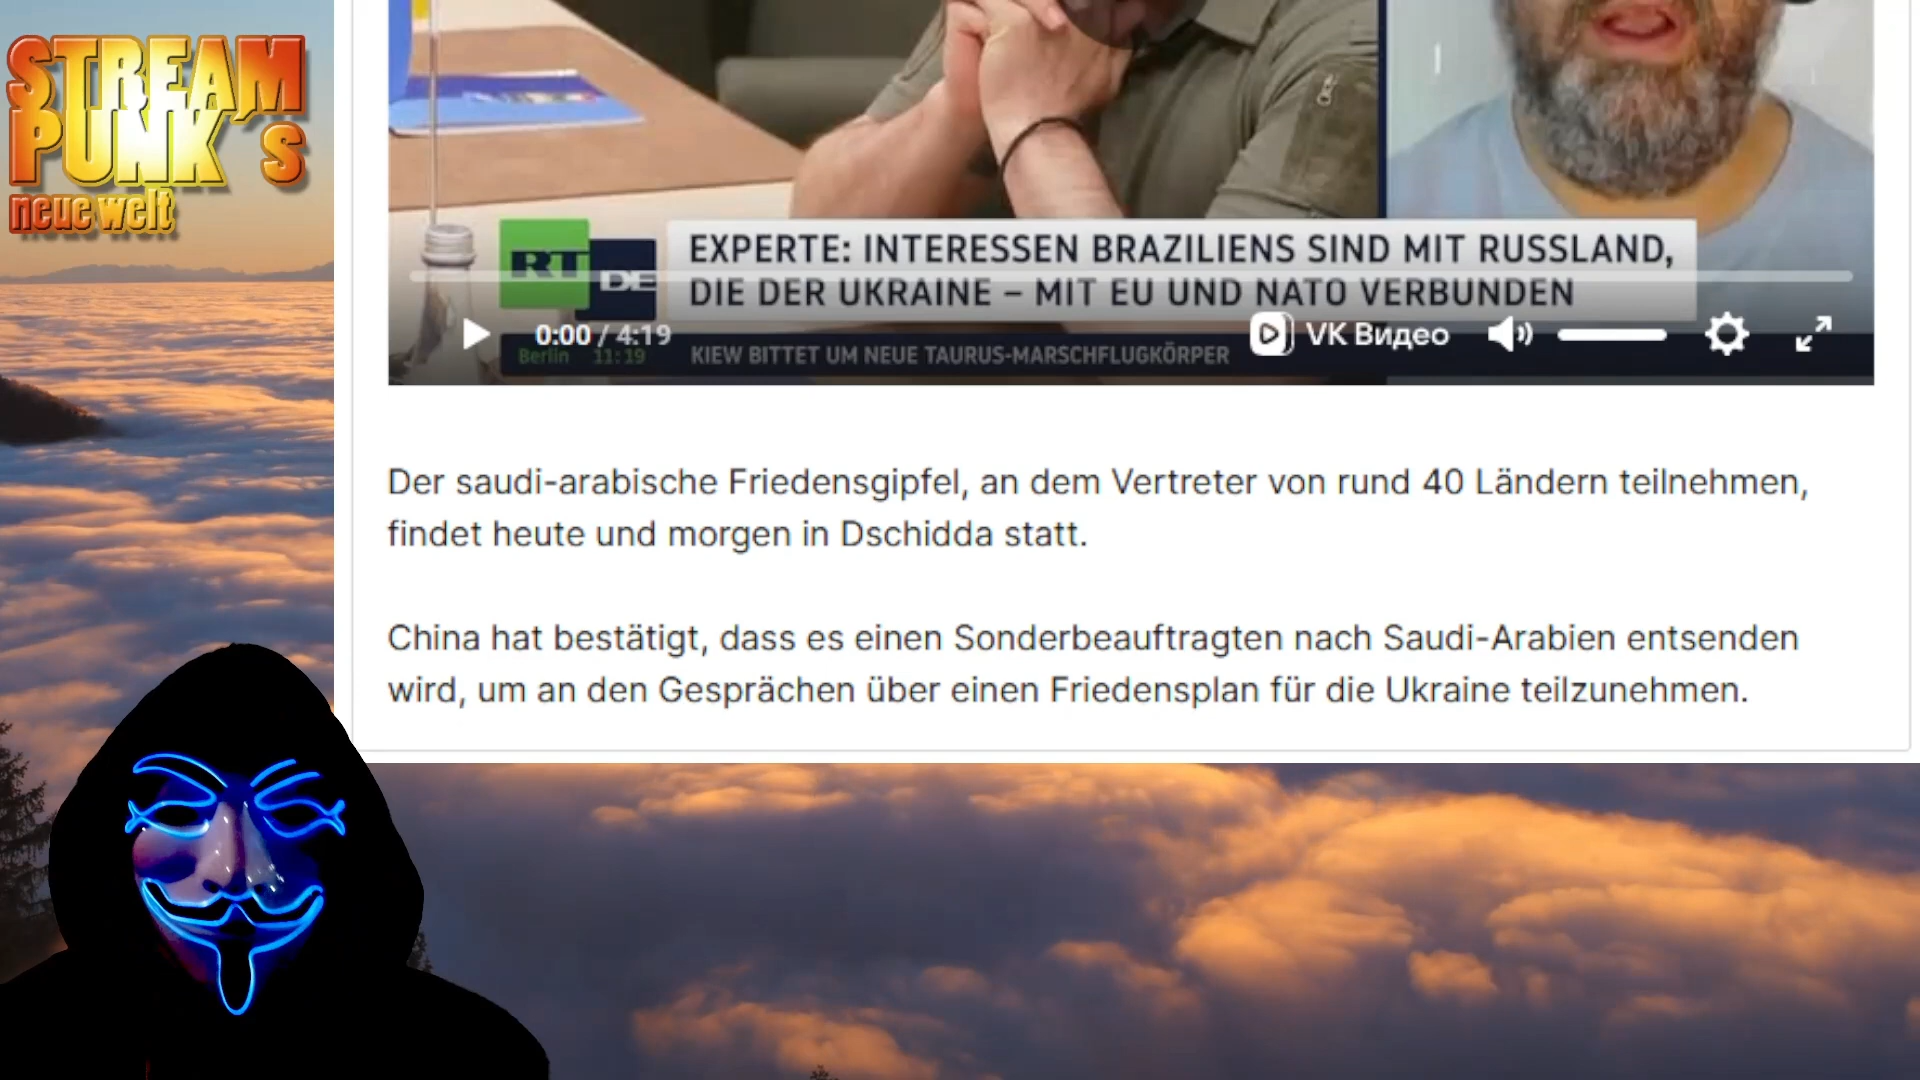 STREAM
PUNK´s
neue welt
RT DE
EXPERTE: INTERESSEN BRAZILIENS SIND MIT RUSSLAND,
DIE DER UKRAINE – MIT EU UND NATO VERBUNDEN
0:00 / 4:19
VK Видео
Berlin 11:19
KIEW BITTET UM NEUE TAURUS-MARSCHFLUGKÖRPER
Der saudi-arabische Friedensgipfel, an dem Vertreter von rund 40 Ländern teilnehmen,
findet heute und morgen in Dschidda statt.
China hat bestätigt, dass es einen Sonderbeauftragten nach Saudi-Arabien entsenden
wird, um an den Gesprächen über einen Friedensplan für die Ukraine teilzunehmen.